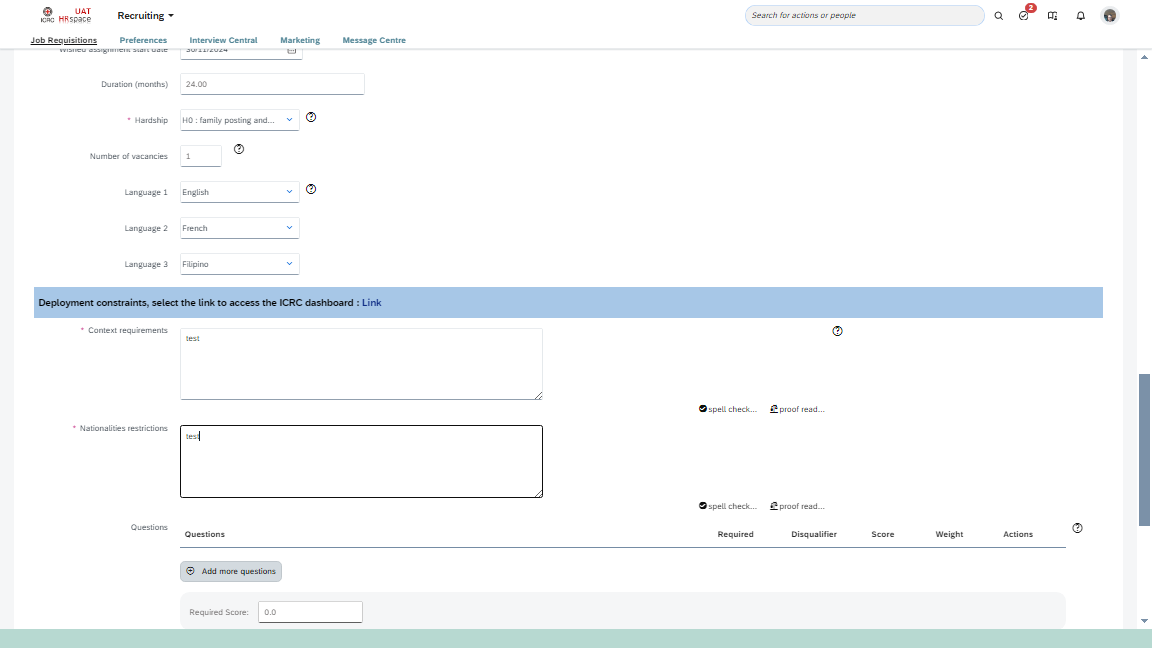 ICRC
UAT
HRspace
Recruiting
Search for actions or people
2
Job Requisitions
Preferences
Interview Central
Marketing
Message Centre
Wished assignment start date
30/11/2024
Duration (months)
24.00
* Hardship
H0 : family posting and...
Number of vacancies
1
Language 1
English
Language 2
French
Language 3
Filipino
Deployment constraints, select the link to access the ICRC dashboard : Link
* Context requirements
test
spell check...
proof read...
* Nationalities restrictions
test
spell check...
proof read...
Questions
Questions
Required
Disqualifier
Score
Weight
Actions
Add more questions
Required Score:
0.0